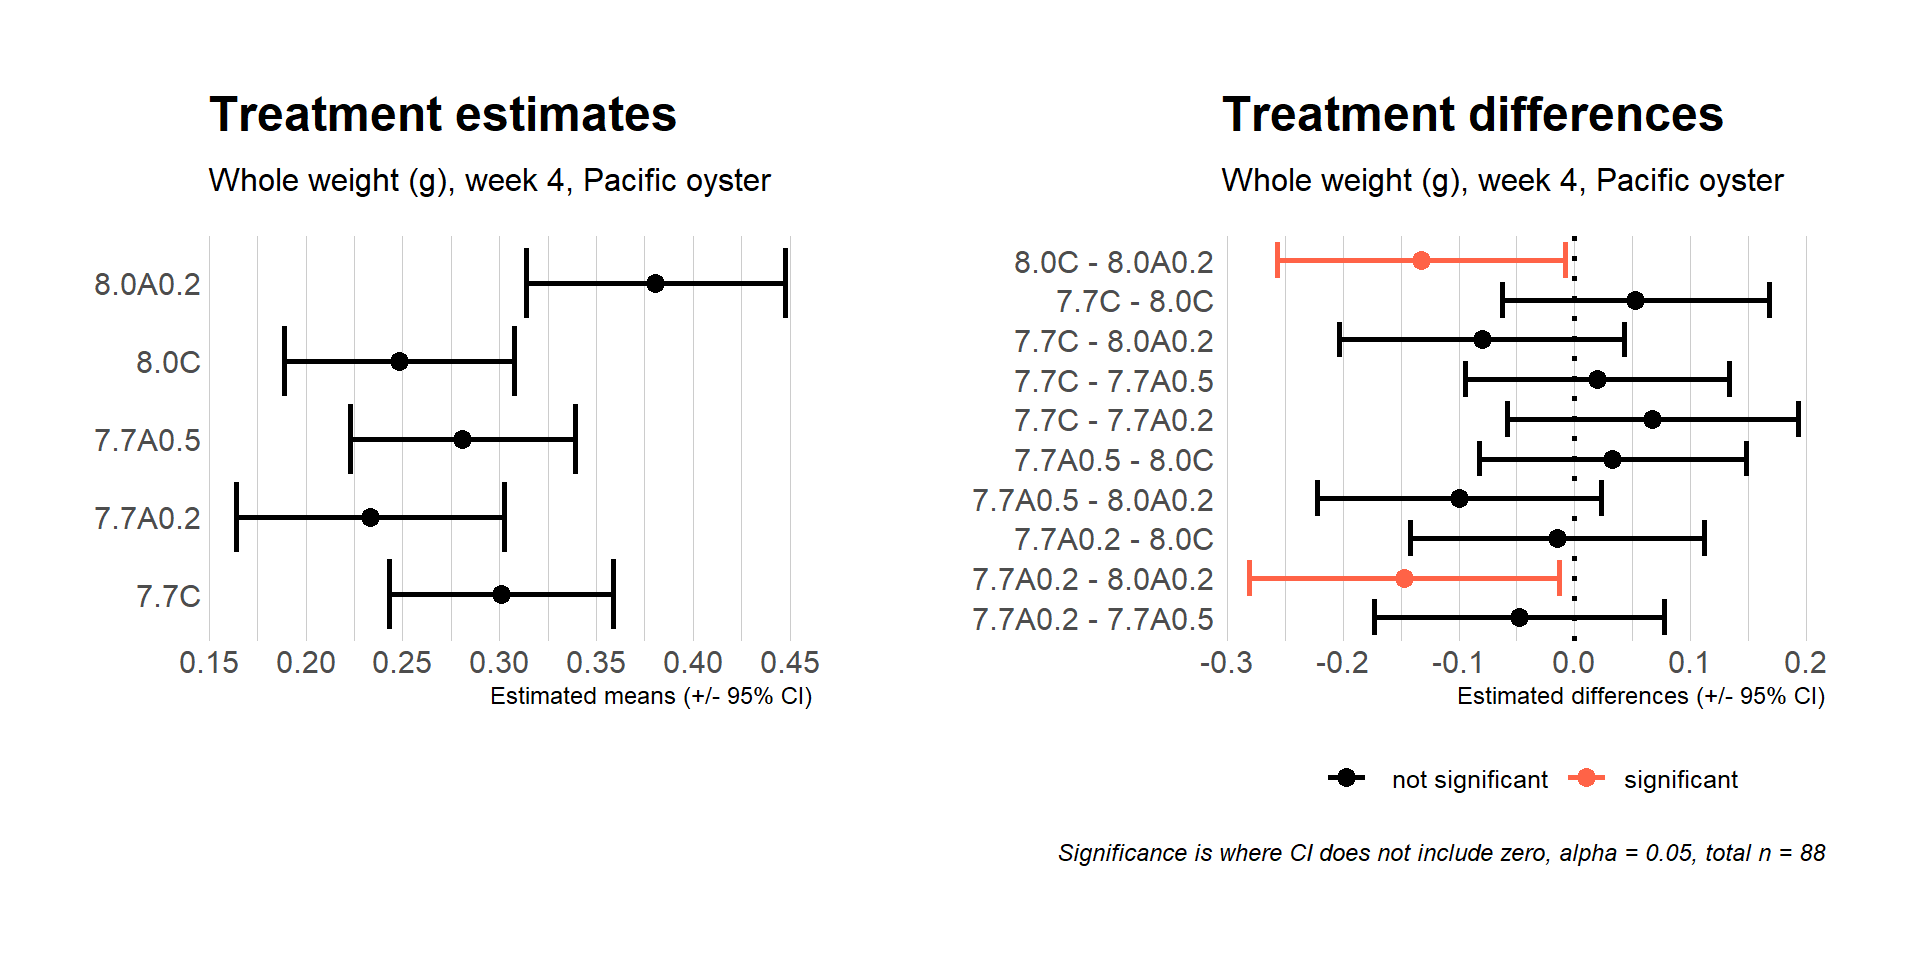 Treatment estimates
Whole weight (g), week 4, Pacific oyster
8.0A0.2
8.0C
7.7A0.5
7.7A0.2
7.7C
0.15 0.20 0.25 0.30 0.35 0.40 0.45
Estimated means (+/- 95% CI)
Treatment differences
Whole weight (g), week 4, Pacific oyster
8.0C - 8.0A0.2
7.7C - 8.0C
7.7C - 8.0A0.2
7.7C - 7.7A0.5
7.7C - 7.7A0.2
7.7A0.5 - 8.0C
7.7A0.5 - 8.0A0.2
7.7A0.2 - 8.0C
7.7A0.2 - 8.0A0.2
7.7A0.2 - 7.7A0.5
-0.3 -0.2 -0.1 0.0 0.1 0.2
Estimated differences (+/- 95% CI)
not significant significant
Significance is where CI does not include zero, alpha = 0.05, total n = 88